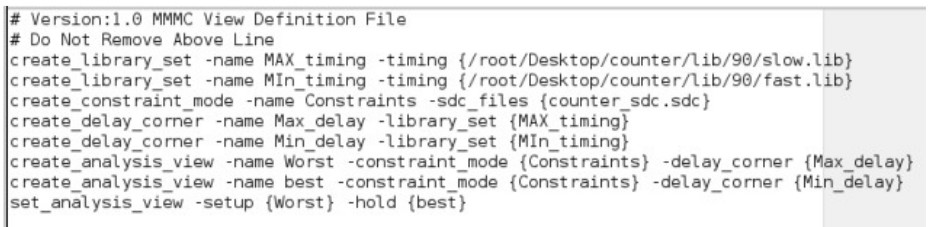 # Version:1.0 MMMC View Definition File
# Do Not Remove Above Line
create_library_set -name MAX_timing -timing {/root/Desktop/counter/lib/90/slow.lib}
create_library_set -name MIn_timing -timing {/root/Desktop/counter/lib/90/fast.lib}
create_constraint_mode -name Constraints -sdc_files {counter_sdc.sdc}
create_delay_corner -name Max_delay -library_set {MAX_timing}
create_delay_corner -name Min_delay -library_set {MIn_timing}
create_analysis_view -name Worst -constraint_mode {Constraints} -delay_corner {Max_delay}
create_analysis_view -name best -constraint_mode {Constraints} -delay_corner {Min_delay}
set_analysis_view -setup {Worst} -hold {best}